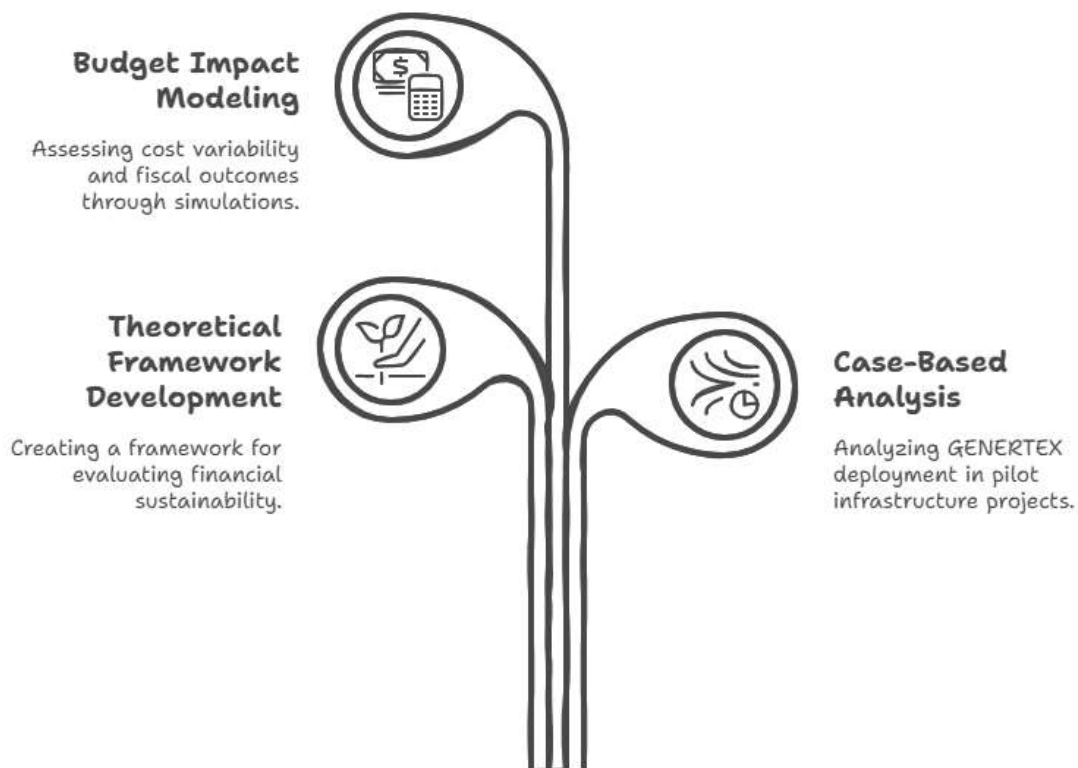 Budget Impact
Modeling
Assessing cost variability
and fiscal outcomes
through simulations.
Theoretical
Framework
Development
Creating a framework for
evaluating financial
sustainability.
Case-Based
Analysis
Analyzing GENERTEX
deployment in pilot
infrastructure projects.
$